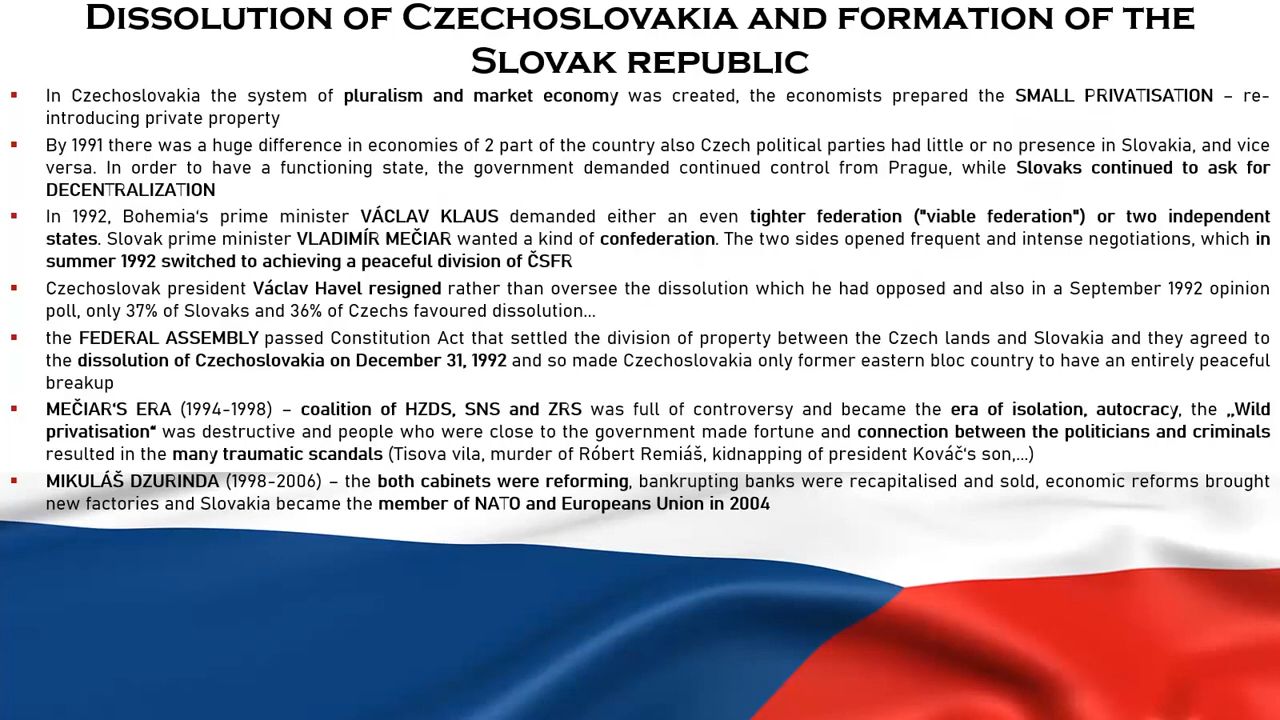 DISSOLUTION OF CZECHOSLOVAKIA AND FORMATION OF THE
SLOVAK REPUBLIC
▪ In Czechoslovakia the system of pluralism and market economy was created, the economists prepared the SMALL PRIVATISATION – re-
introducing private property
▪ By 1991 there was a huge difference in economies of 2 part of the country also Czech political parties had little or no presence in Slovakia, and vice
versa. In order to have a functioning state, the government demanded continued control from Prague, while Slovaks continued to ask for
DECENTRALIZATION
▪ In 1992, Bohemia‘s prime minister VÁCLAV KLAUS demanded either an even tighter federation ("viable federation") or two independent
states. Slovak prime minister VLADIMÍR MEČIAR wanted a kind of confederation. The two sides opened frequent and intense negotiations, which in
summer 1992 switched to achieving a peaceful division of ČSFR
▪ Czechoslovak president Václav Havel resigned rather than oversee the dissolution which he had opposed and also in a September 1992 opinion
poll, only 37% of Slovaks and 36% of Czechs favoured dissolution...
▪ the FEDERAL ASSEMBLY passed Constitution Act that settled the division of property between the Czech lands and Slovakia and they agreed to
the dissolution of Czechoslovakia on December 31, 1992 and so made Czechoslovakia only former eastern bloc country to have an entirely peaceful
breakup
▪ MEČIAR‘S ERA (1994-1998) – coalition of HZDS, SNS and ZRS was full of controversy and became the era of isolation, autocracy, the „Wild
privatisation“ was destructive and people who were close to the government made fortune and connection between the politicians and criminals
resulted in the many traumatic scandals (Tisova vila, murder of Róbert Remiáš, kidnapping of president Kováč‘s son,...)
▪ MIKULÁŠ DZURINDA (1998-2006) – the both cabinets were reforming, bankrupting banks were recapitalised and sold, economic reforms brought
new factories and Slovakia became the member of NATO and Europeans Union in 2004